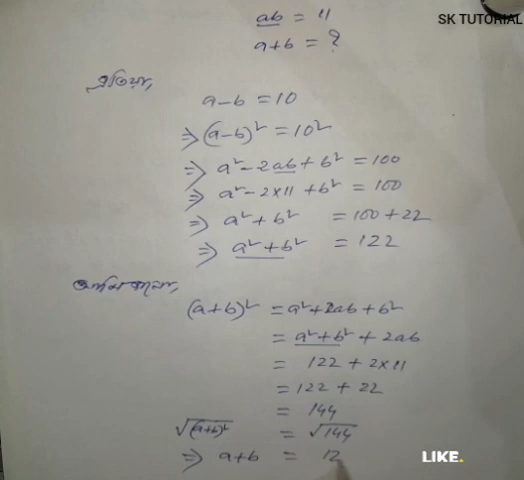 SK TUTORIAL
ab = 11
a+b = ?
a-b = 10
⇒ (a-b)² = 10²
⇒ a²-2ab+b² = 100
⇒ a²-2×11+b² = 100
⇒ a²+b² = 100+22
⇒ a²+b² = 122
(a+b)² = a²+2ab+b²
= a²+b²+2ab
= 122+2×11
= 122+22
= 144
√(a+b)² = √144
⇒ a+b = 12
LIKE.